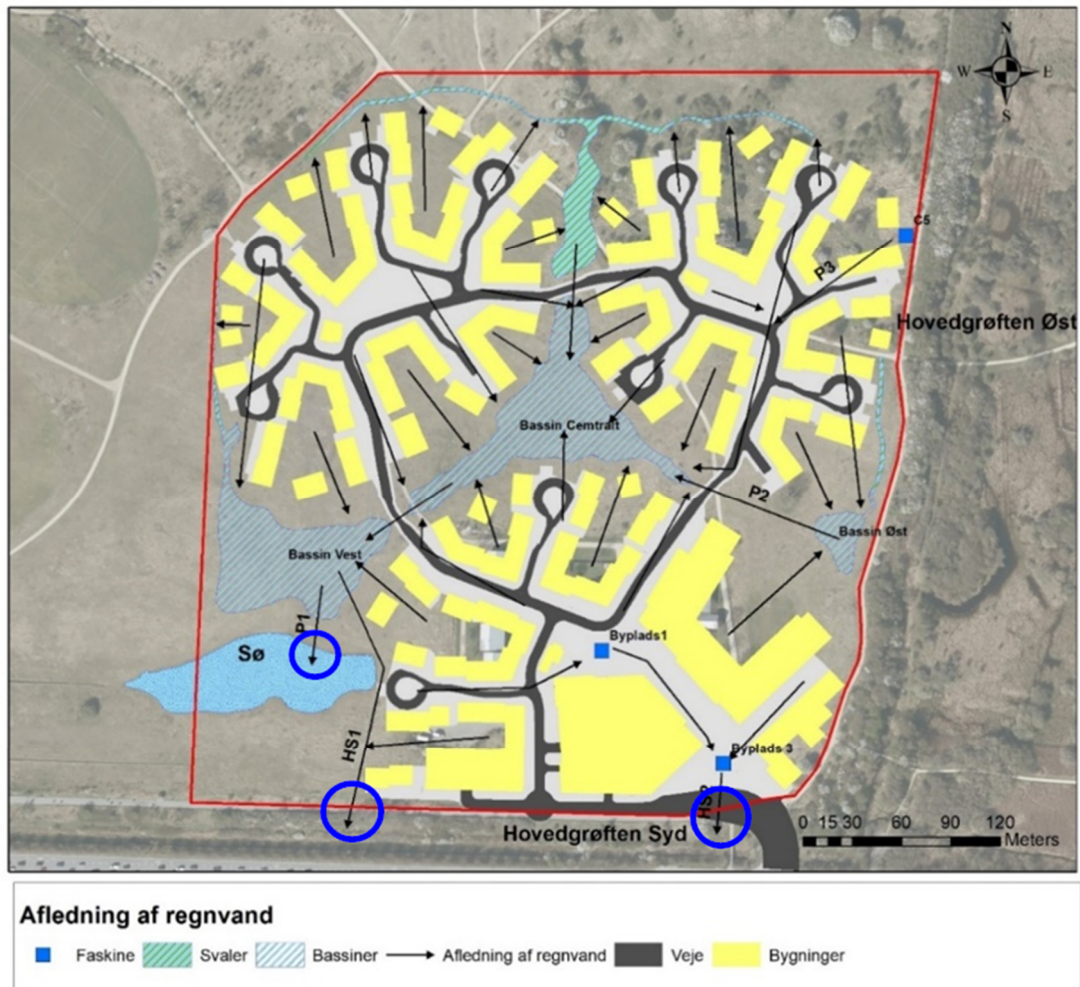 N
W E
S
C5
P3
Hovedgrøften Øst
Bassin Cemtralt
P2
Bassin Øst
Bassin Vest
P1
Byplads1
Sø
HS1
Byplads 3
HS2
Hovedgrøften Syd
0 15 30 60 90 120
Meters
Afledning af regnvand
Faskine Svaler Bassiner Afledning af regnvand Veje Bygninger